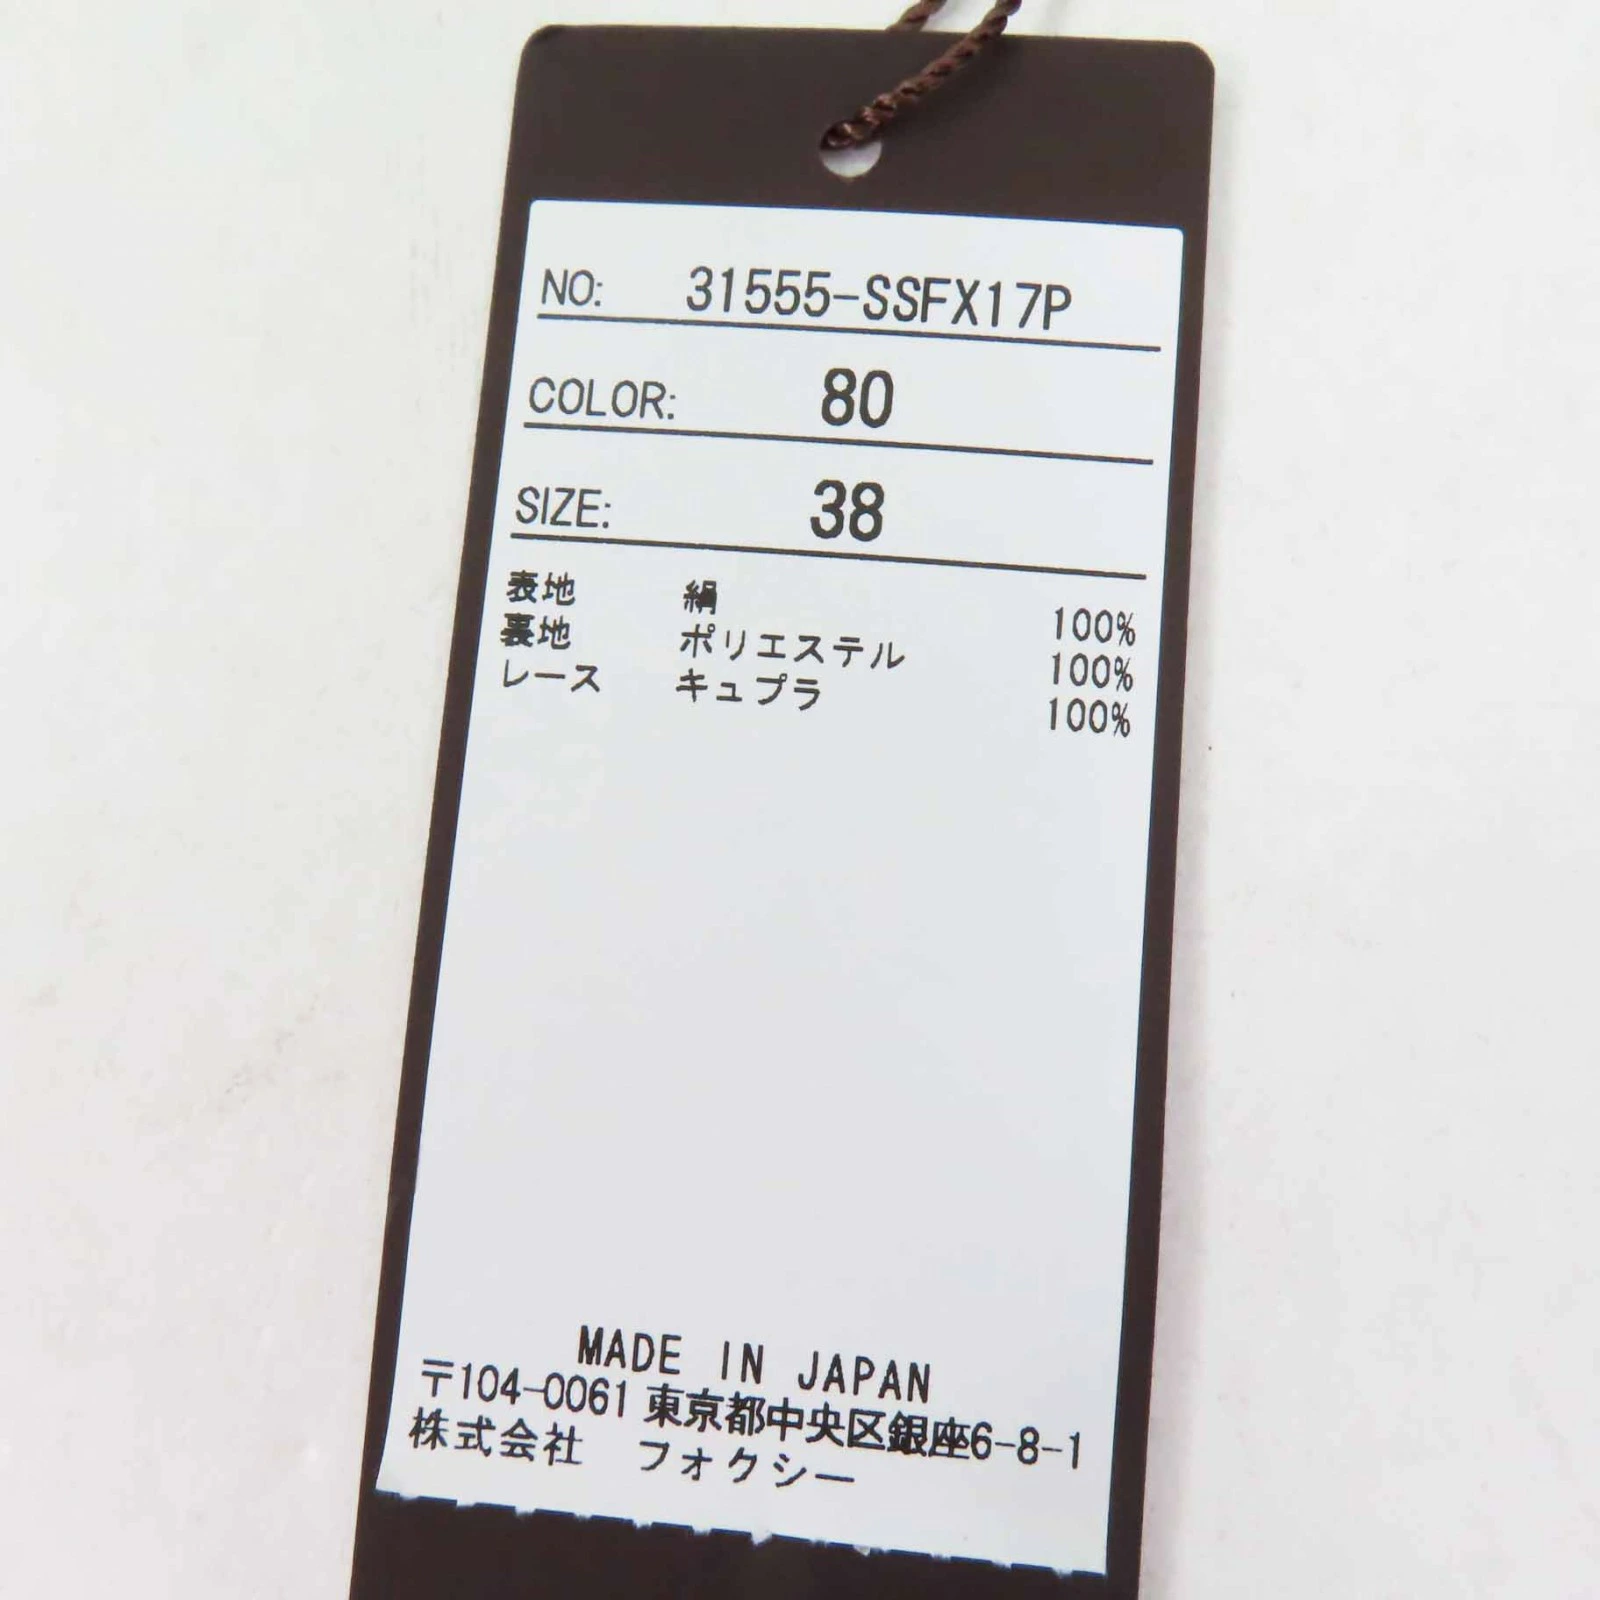 NO: 31555-SSFX17P
COLOR: 80
SIZE: 38
表地 絹 100%
裏地 ポリエステル 100%
レース キュプラ 100%
MADE IN JAPAN
〒104-0061 東京都中央区銀座6-8-1
株式会社 フォクシー